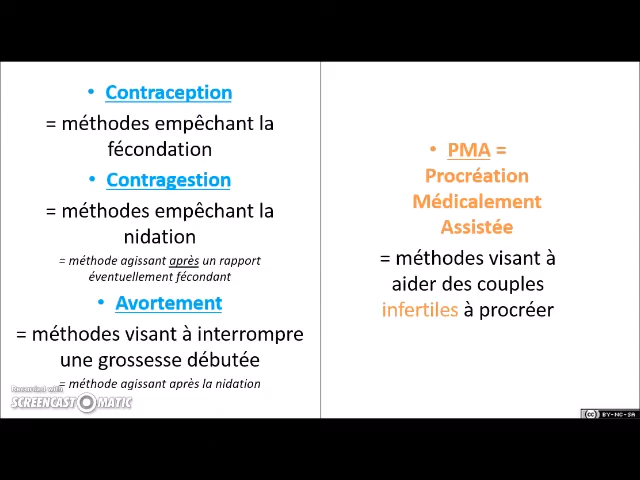 • Contraception
= méthodes empêchant la
fécondation
• Contragestion
= méthodes empêchant la
nidation
= méthode agissant après un rapport
éventuellement fécondant
• Avortement
= méthodes visant à interrompre
une grossesse débutée
= méthode agissant après la nidation
• PMA =
Procréation
Médicalement
Assistée
= méthodes visant à
aider des couples
infertiles à procréer
Recorded with
SCREENCAST-O-MATIC
cc BY-NC-SA